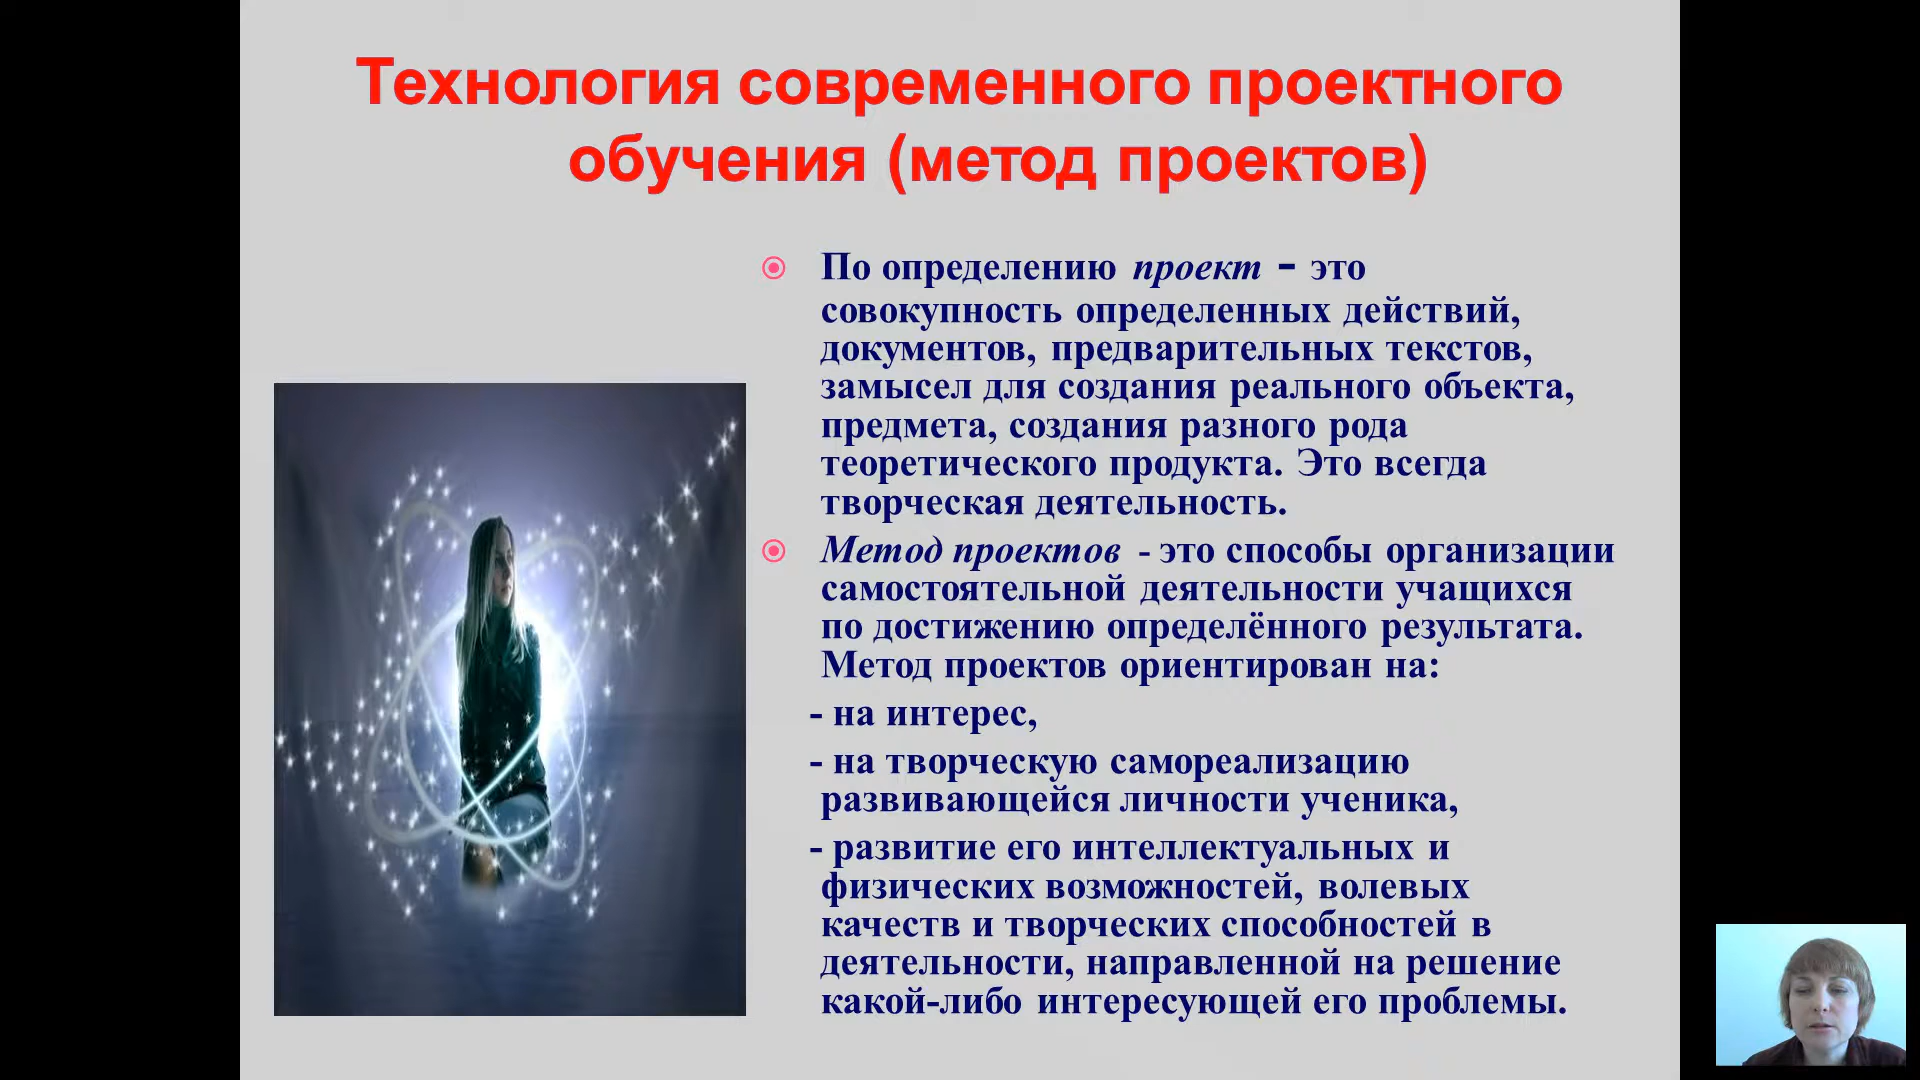 Технология современного проектного
обучения (метод проектов)
По определению проект - это
совокупность определенных действий,
документов, предварительных текстов,
замысел для создания реального объекта,
предмета, создания разного рода
теоретического продукта. Это всегда
творческая деятельность.
Метод проектов - это способы организации
самостоятельной деятельности учащихся
по достижению определённого результата.
Метод проектов ориентирован на:
- на интерес,
- на творческую самореализацию
развивающейся личности ученика,
- развитие его интеллектуальных и
физических возможностей, волевых
качеств и творческих способностей в
деятельности, направленной на решение
какой-либо интересующей его проблемы.